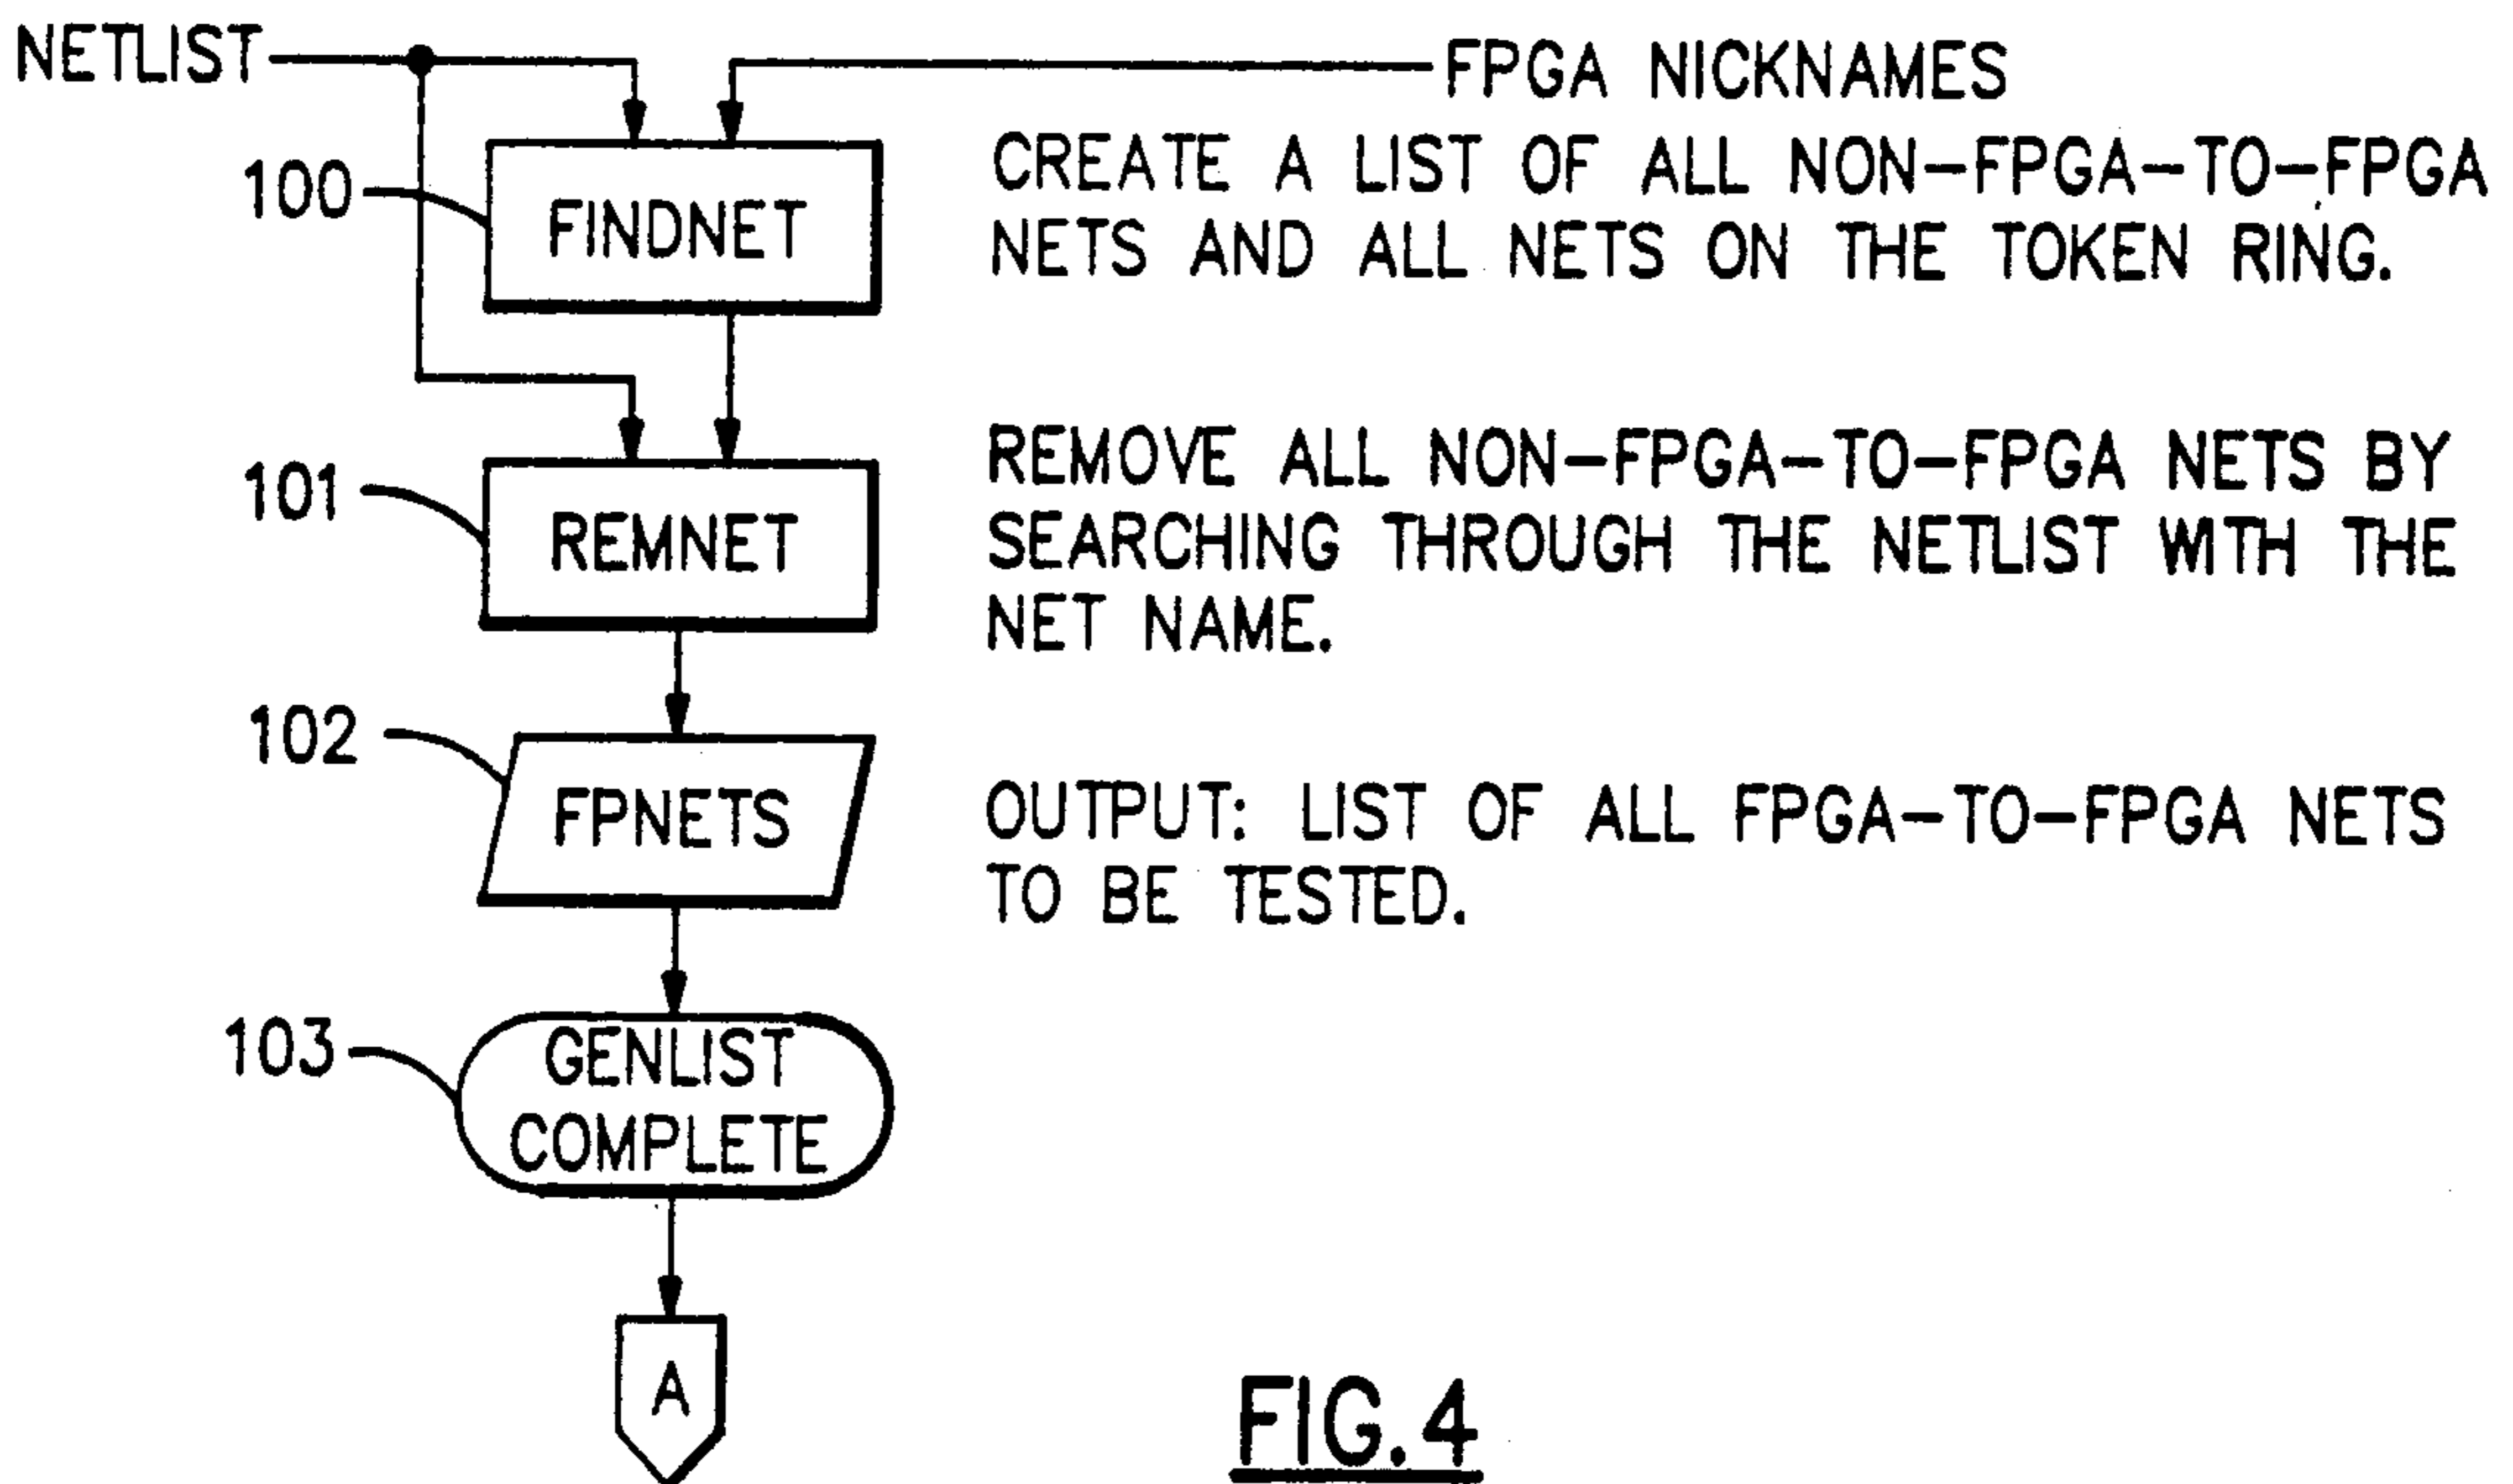 NETLIST
FPGA NICKNAMES
100
FINDNET
CREATE A LIST OF ALL NON-FPGA-TO-FPGA
NETS AND ALL NETS ON THE TOKEN RING.
101
REMNET
REMOVE ALL NON-FPGA-TO-FPGA NETS BY
SEARCHING THROUGH THE NETLIST WITH THE
NET NAME.
102
FPNETS
OUTPUT: LIST OF ALL FPGA-TO-FPGA NETS
TO BE TESTED.
103
GENLIST
COMPLETE
A
FIG.4